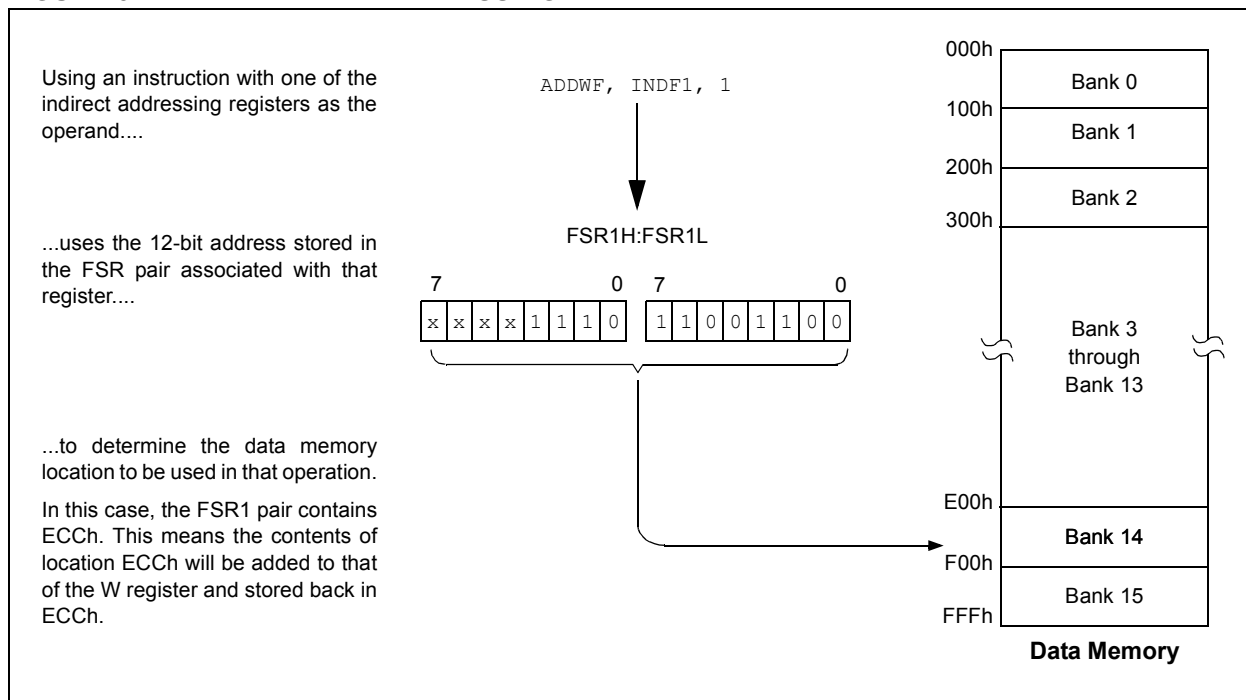 Using an instruction with one of the
indirect addressing registers as the
operand....
ADDWF, INDF1, 1
...uses the 12-bit address stored in
the FSR pair associated with that
register....
FSR1H:FSR1L
7 0 7 0
x x x x 1 1 1 0 1 1 0 0 1 1 0 0
...to determine the data memory
location to be used in that operation.
In this case, the FSR1 pair contains
ECCh. This means the contents of
location ECCh will be added to that
of the W register and stored back in
ECCh.
000h
Bank 0
100h
Bank 1
200h
Bank 2
300h
Bank 3
through
Bank 13
E00h
Bank 14
F00h
Bank 15
FFFh
Data Memory